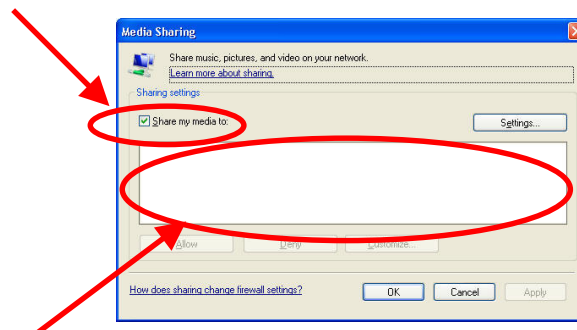 Media Sharing
Share music, pictures, and video on your network.
Learn more about sharing.
Sharing settings
Share my media to:
Settings...
Allow
Deny
Customize...
How does sharing change firewall settings?
OK
Cancel
Apply